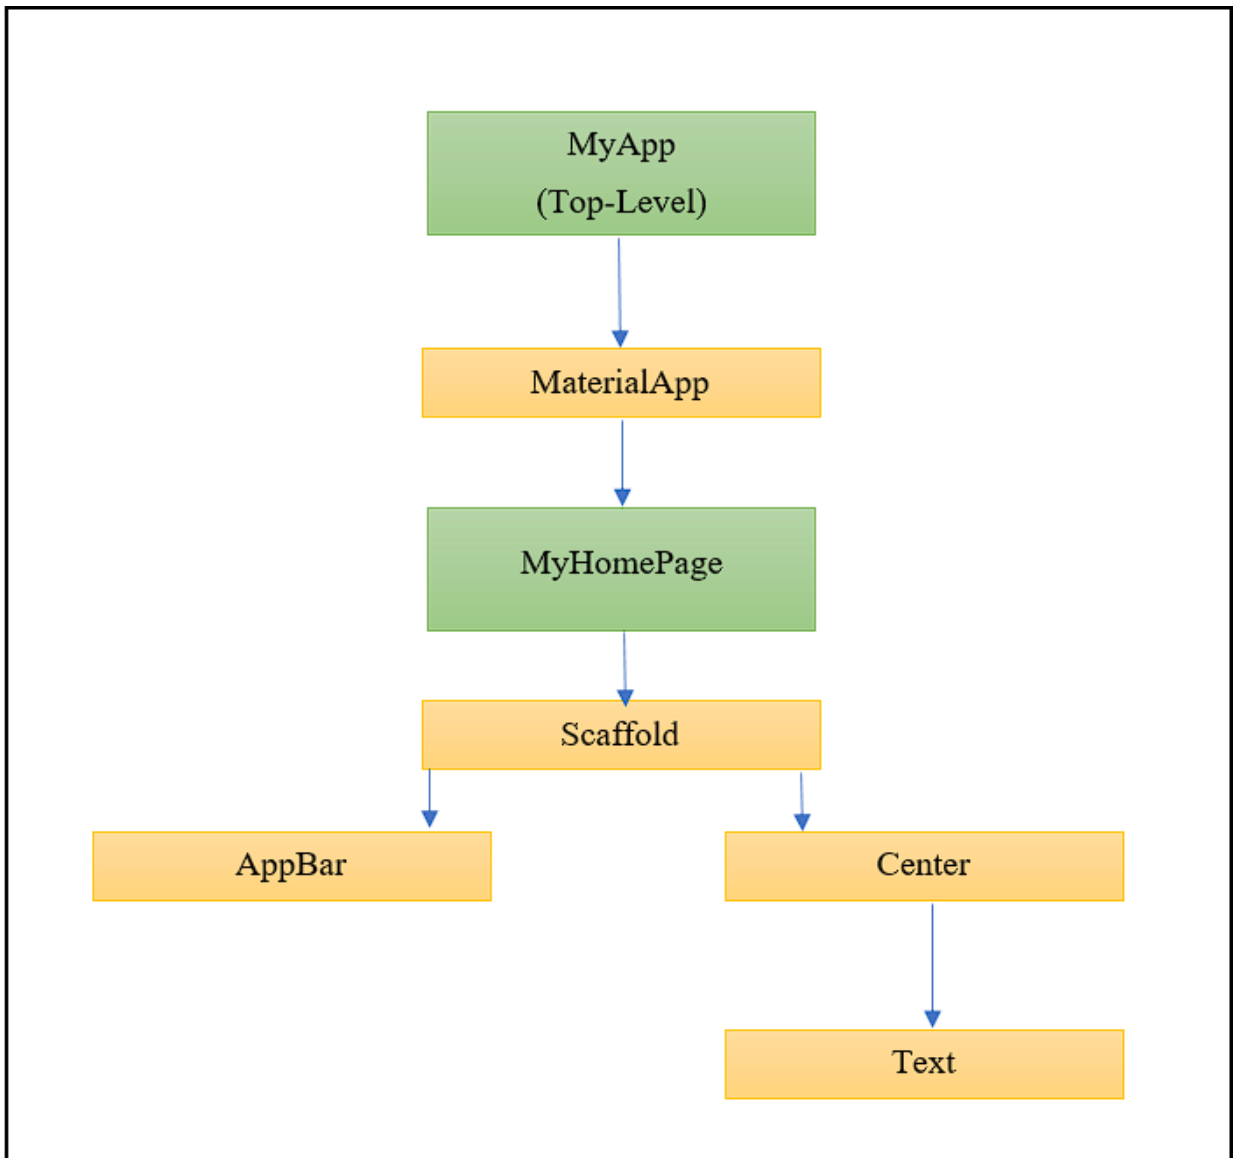 MyApp
(Top-Level)
MaterialApp
MyHomePage
Scaffold
AppBar
Center
Text